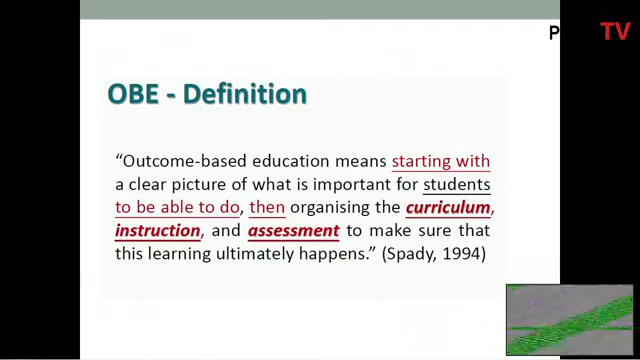 P TV
OBE - Definition
“Outcome-based education means starting with
a clear picture of what is important for students
to be able to do, then organising the curriculum,
instruction, and assessment to make sure that
this learning ultimately happens.” (Spady, 1994)